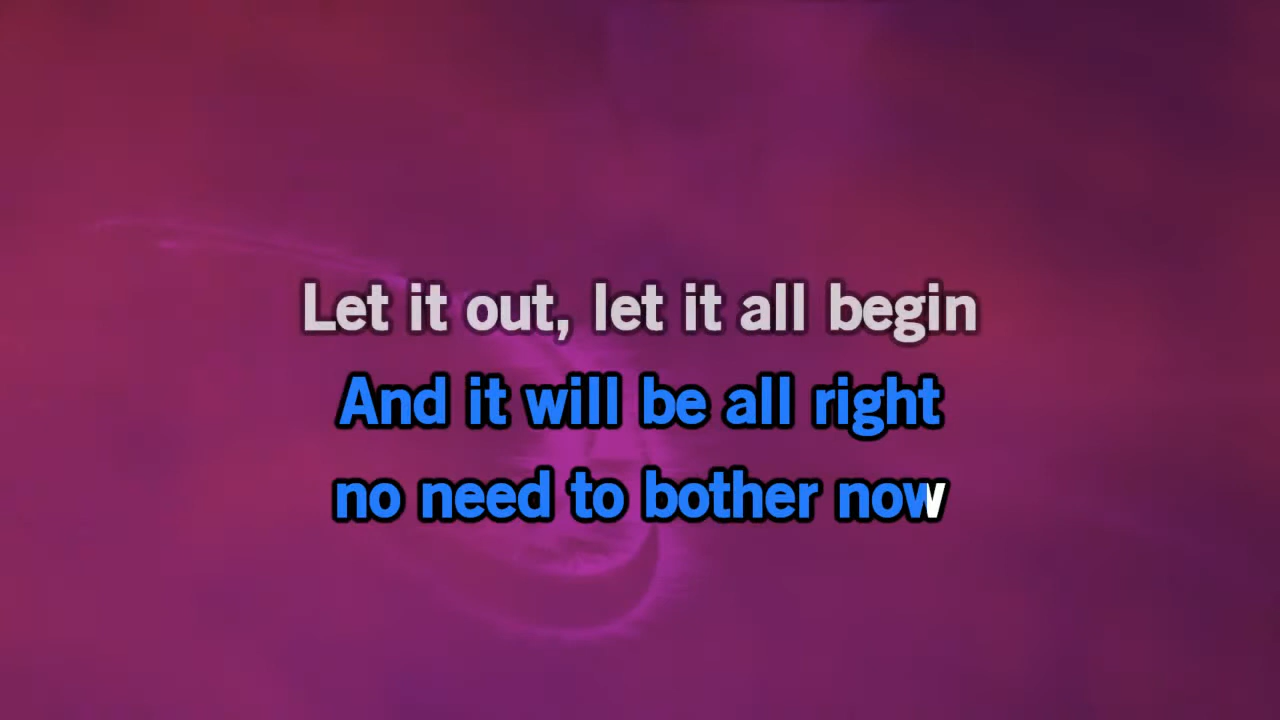 Let it out, let it all begin
And it will be all right
no need to bother now